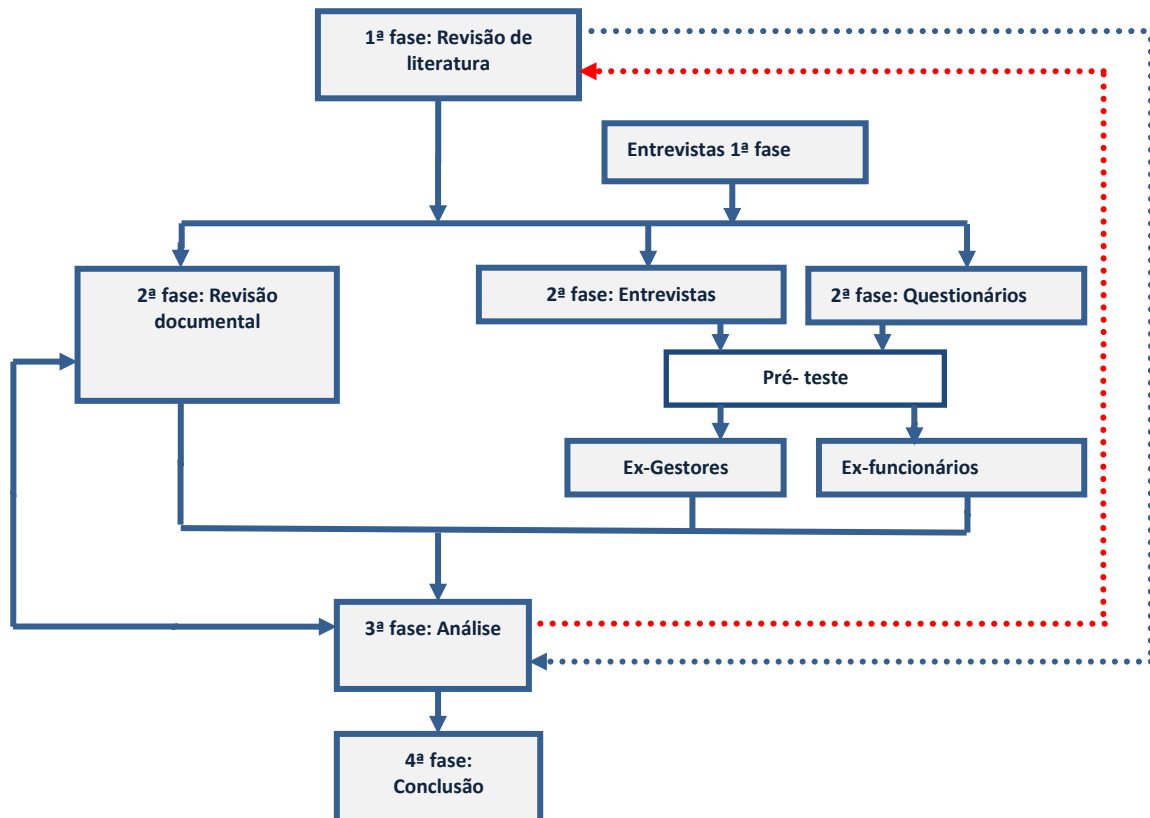 1ª fase: Revisão de
literatura
Entrevistas 1ª fase
2ª fase: Revisão
documental
2ª fase: Entrevistas
2ª fase: Questionários
Pré- teste
Ex-Gestores
Ex-funcionários
3ª fase: Análise
4ª fase:
Conclusão